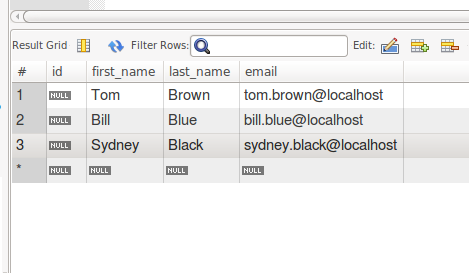 Result Grid Filter Rows: Edit:
# id first_name last_name email
1 NULL Tom Brown tom.brown@localhost
2 NULL Bill Blue bill.blue@localhost
3 NULL Sydney Black sydney.black@localhost
* NULL NULL NULL NULL